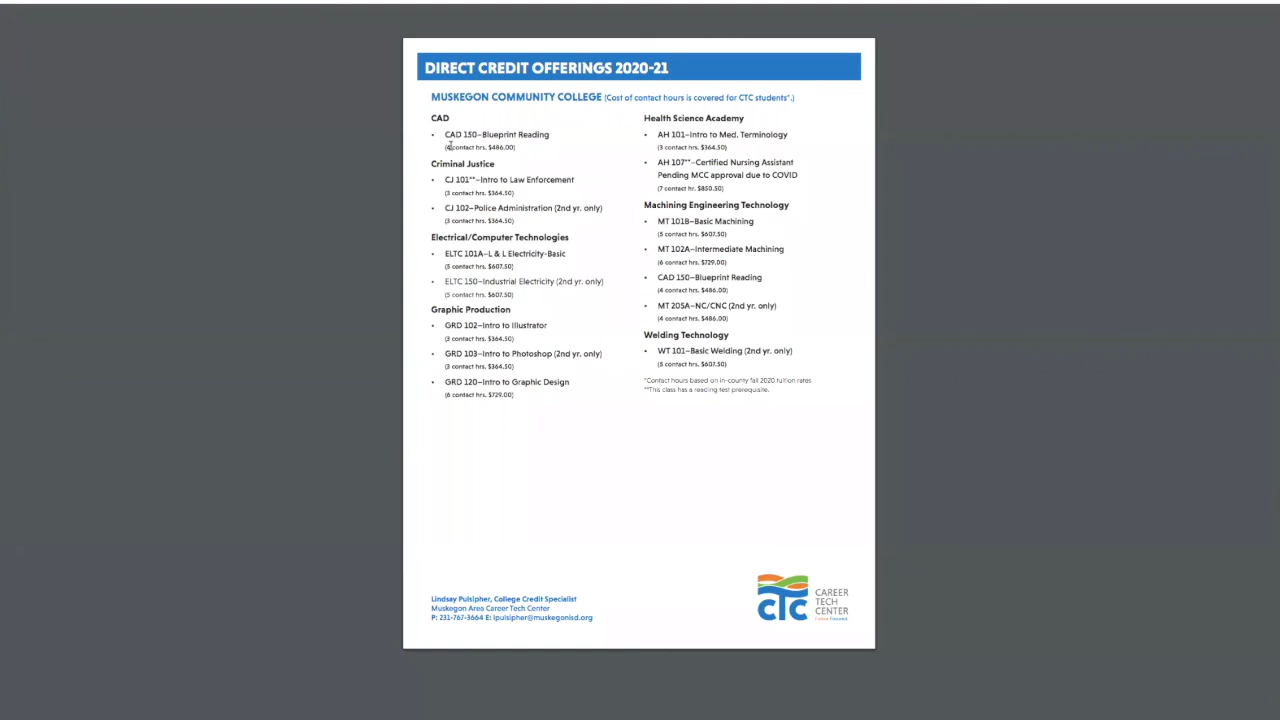 DIRECT CREDIT OFFERINGS 2020-21
MUSKEGON COMMUNITY COLLEGE (Cost of contact hours is covered for CTC students*.)
CAD
• CAD 150–Blueprint Reading
(4 contact hrs. $486.00)
Criminal Justice
• CJ 101**–Intro to Law Enforcement
(3 contact hrs. $364.50)
• CJ 102–Police Administration (2nd yr. only)
(3 contact hrs. $364.50)
Electrical/Computer Technologies
• ELTC 101A–L & L Electricity-Basic
(5 contact hrs. $607.50)
• ELTC 150–Industrial Electricity (2nd yr. only)
(5 contact hrs. $607.50)
Graphic Production
• GRD 102–Intro to Illustrator
(3 contact hrs. $364.50)
• GRD 103–Intro to Photoshop (2nd yr. only)
(3 contact hrs. $364.50)
• GRD 120–Intro to Graphic Design
(6 contact hrs. $729.00)
Health Science Academy
• AH 101–Intro to Med. Terminology
(3 contact hrs. $364.50)
• AH 107**–Certified Nursing Assistant
Pending MCC approval due to COVID
(7 contact hr. $850.50)
Machining Engineering Technology
• MT 101B–Basic Machining
(5 contact hrs. $607.50)
• MT 102A–Intermediate Machining
(6 contact hrs. $729.00)
• CAD 150–Blueprint Reading
(4 contact hrs. $486.00)
• MT 205A–NC/CNC (2nd yr. only)
(4 contact hrs. $486.00)
Welding Technology
• WT 101–Basic Welding (2nd yr. only)
(5 contact hrs. $607.50)
*Contact hours based on in-county fall 2020 tuition rates
**This class has a reading test prerequisite.
Lindsay Pulsipher, College Credit Specialist
Muskegon Area Career Tech Center
P: 231-767-3664 E: lpulsipher@muskegonisd.org
CTC
CAREER
TECH
CENTER
Future Focused